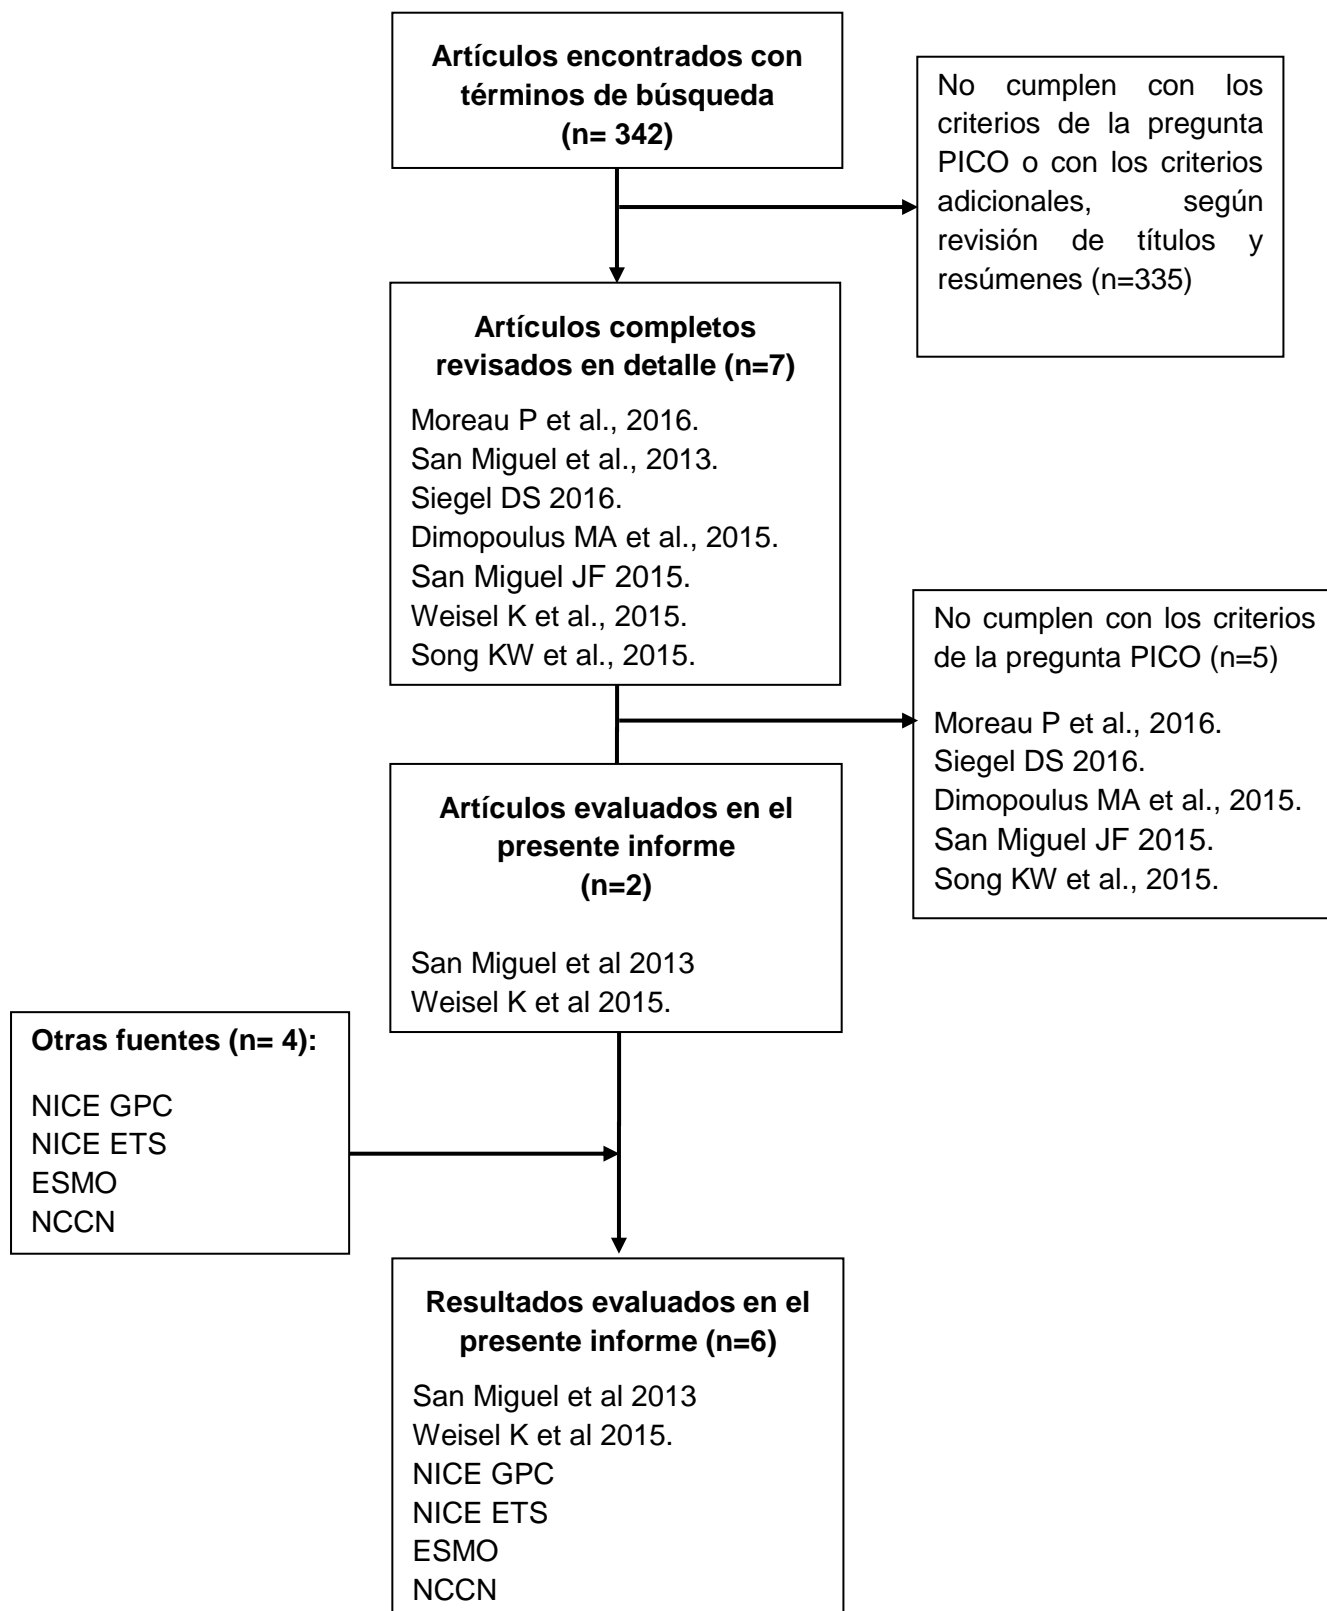 Artículos encontrados con
términos de búsqueda
(n= 342)
No cumplen con los
criterios de la pregunta
PICO o con los criterios
adicionales, según
revisión de títulos y
resúmenes (n=335)
Artículos completos
revisados en detalle (n=7)
Moreau P et al., 2016.
San Miguel et al., 2013.
Siegel DS 2016.
Dimopoulus MA et al., 2015.
San Miguel JF 2015.
Weisel K et al., 2015.
Song KW et al., 2015.
No cumplen con los criterios
de la pregunta PICO (n=5)
Moreau P et al., 2016.
Siegel DS 2016.
Dimopoulus MA et al., 2015.
San Miguel JF 2015.
Song KW et al., 2015.
Artículos evaluados en el
presente informe
(n=2)
San Miguel et al 2013
Weisel K et al 2015.
Otras fuentes (n= 4):
NICE GPC
NICE ETS
ESMO
NCCN
Resultados evaluados en el
presente informe (n=6)
San Miguel et al 2013
Weisel K et al 2015.
NICE GPC
NICE ETS
ESMO
NCCN